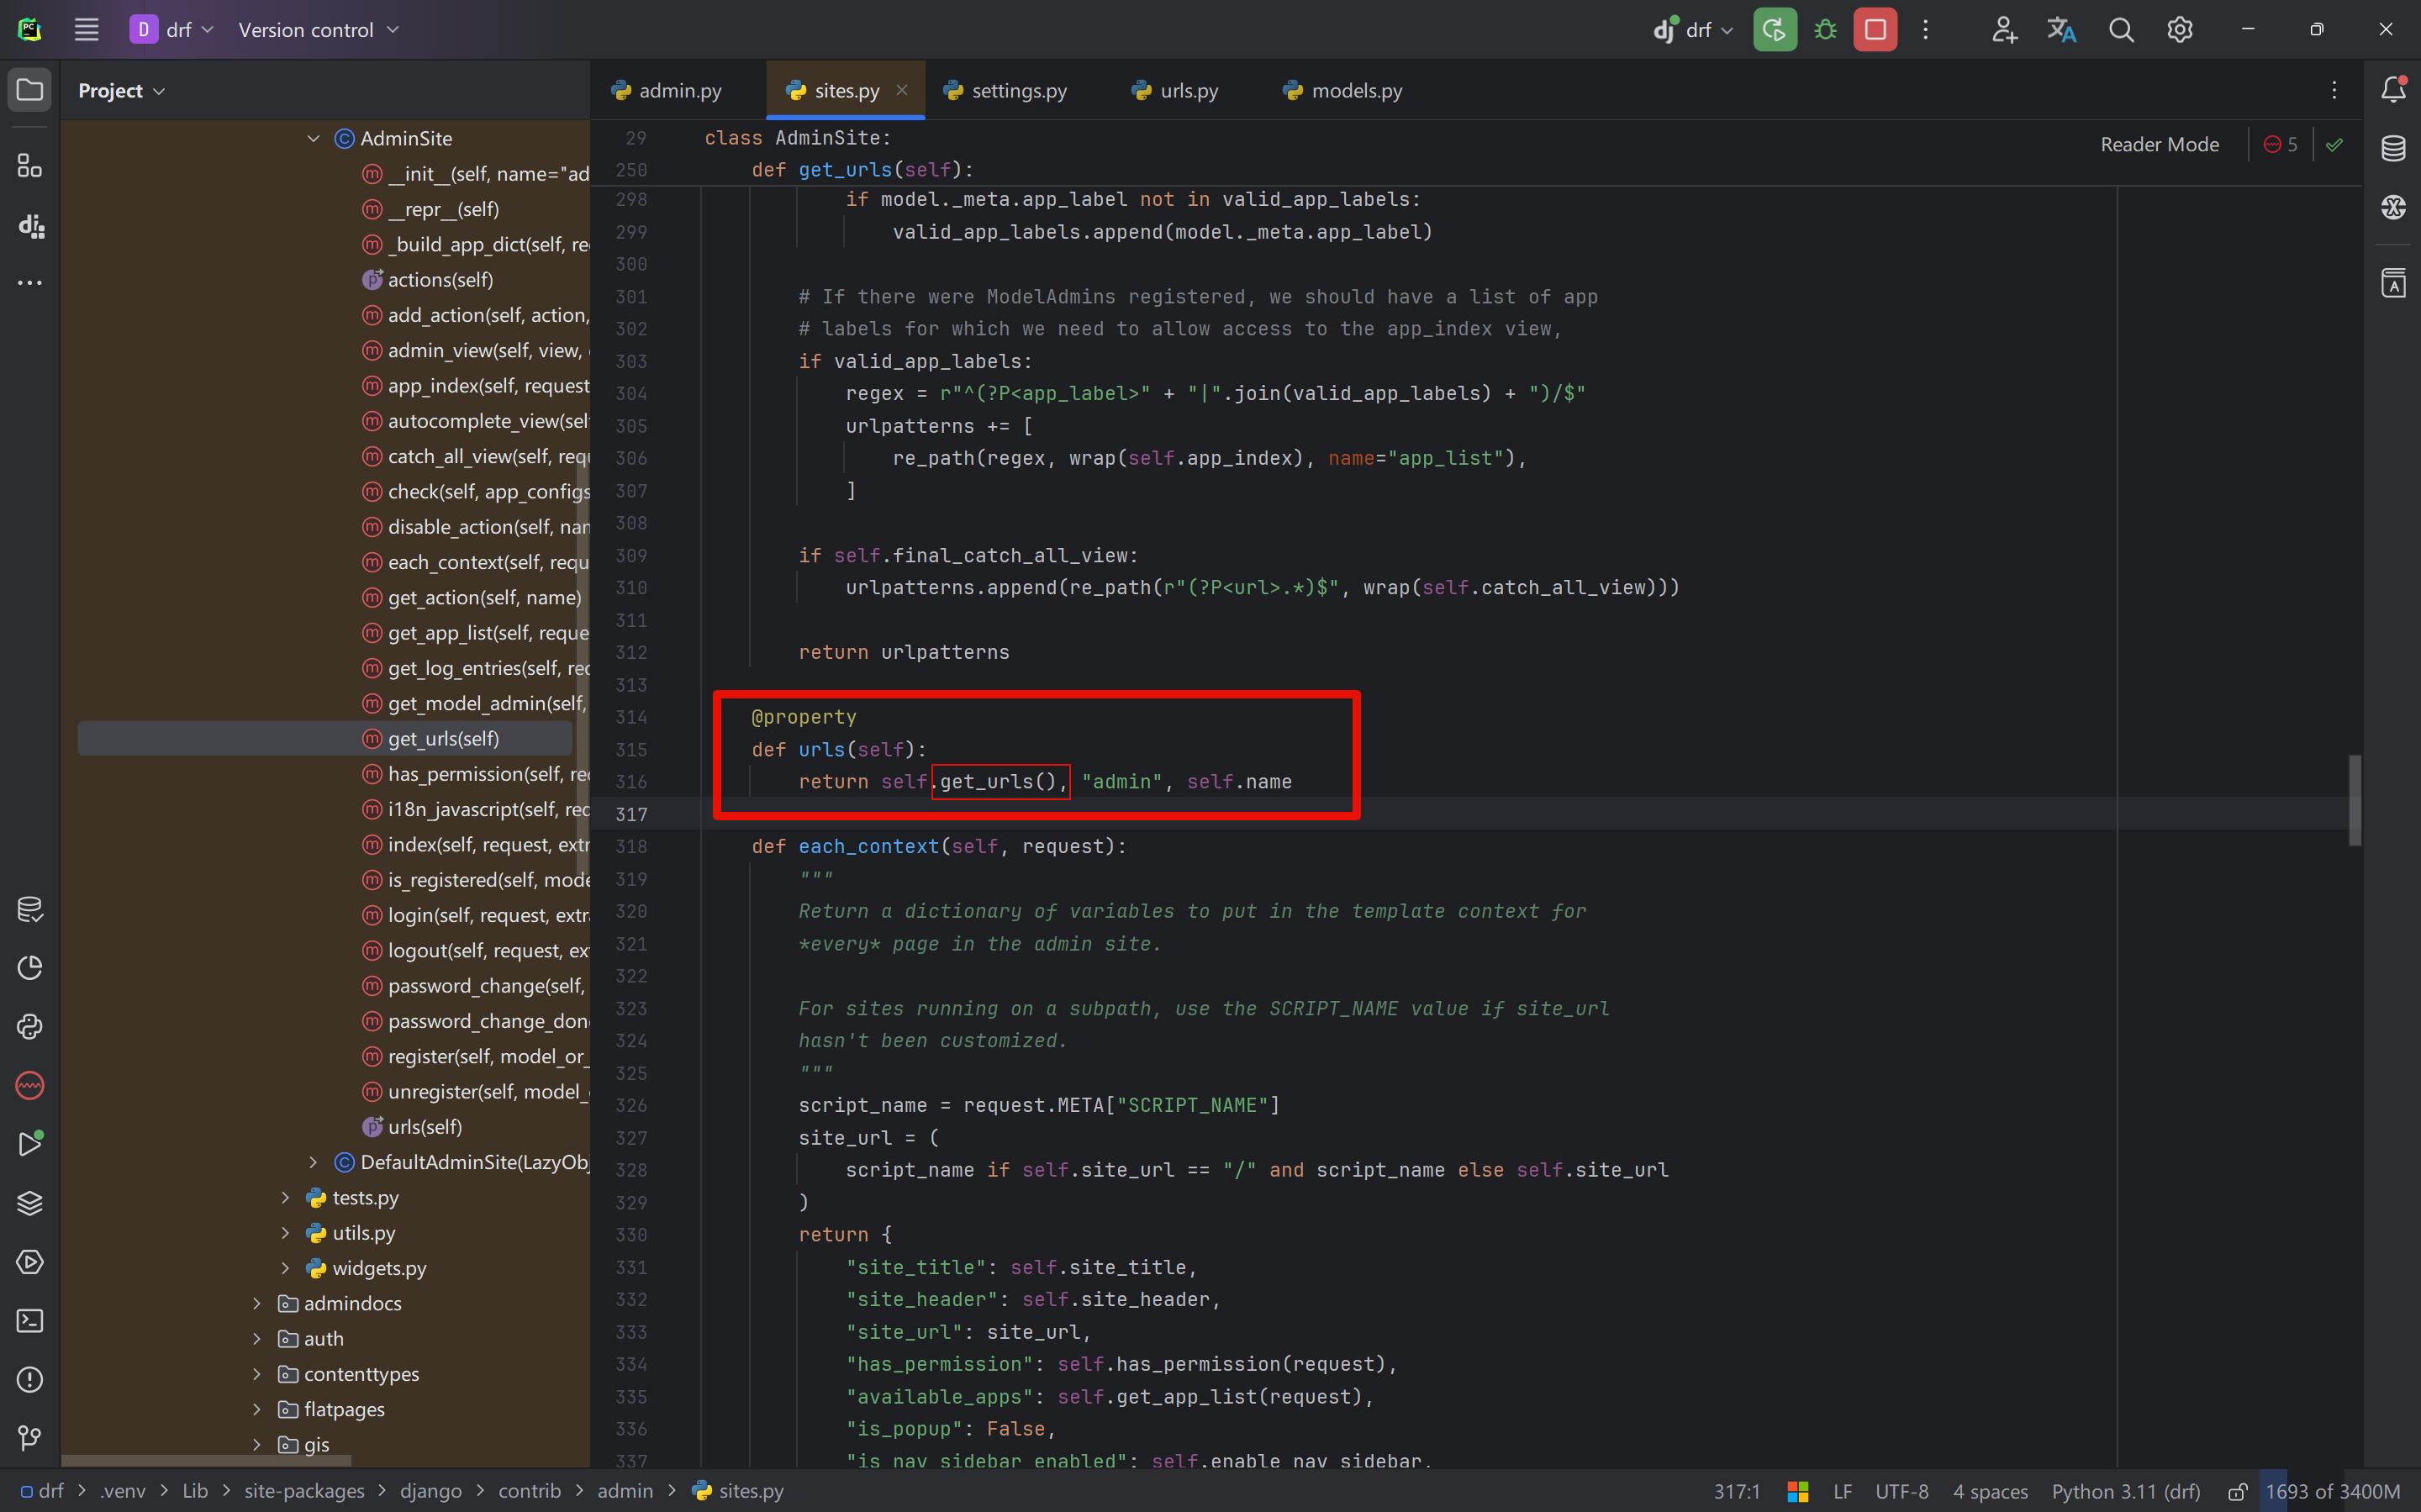 D drf Version control
dj drf
Project
admin.py sites.py settings.py urls.py models.py
Reader Mode 5
AdminSite
__init__(self, name="ad
__repr__(self)
_build_app_dict(self, re
actions(self)
add_action(self, action,
admin_view(self, view,
app_index(self, request
autocomplete_view(sel
catch_all_view(self, requ
check(self, app_configs
disable_action(self, nam
each_context(self, requ
get_action(self, name)
get_app_list(self, reque
get_log_entries(self, rec
get_model_admin(self,
get_urls(self)
has_permission(self, re
i18n_javascript(self, rec
index(self, request, extr
is_registered(self, mode
login(self, request, extra
logout(self, request, ex
password_change(self,
password_change_don
register(self, model_or_
unregister(self, model_
urls(self)
DefaultAdminSite(LazyObj
tests.py
utils.py
widgets.py
admindocs
auth
contenttypes
flatpages
gis
29 class AdminSite:
250 def get_urls(self):
298 if model._meta.app_label not in valid_app_labels:
299 valid_app_labels.append(model._meta.app_label)
300
301 # If there were ModelAdmins registered, we should have a list of app
302 # labels for which we need to allow access to the app_index view,
303 if valid_app_labels:
304 regex = r"^(?P<app_label>" + "|".join(valid_app_labels) + ")/$"
305 urlpatterns += [
306 re_path(regex, wrap(self.app_index), name="app_list"),
307 ]
308
309 if self.final_catch_all_view:
310 urlpatterns.append(re_path(r"(?P<url>.*)$", wrap(self.catch_all_view)))
311
312 return urlpatterns
313
314 @property
315 def urls(self):
316 return self.get_urls(), "admin", self.name
317
318 def each_context(self, request):
319 """
320 Return a dictionary of variables to put in the template context for
321 *every* page in the admin site.
322
323 For sites running on a subpath, use the SCRIPT_NAME value if site_url
324 hasn't been customized.
325 """
326 script_name = request.META["SCRIPT_NAME"]
327 site_url = (
328 script_name if self.site_url == "/" and script_name else self.site_url
329 )
330 return {
331 "site_title": self.site_title,
332 "site_header": self.site_header,
333 "site_url": site_url,
334 "has_permission": self.has_permission(request),
335 "available_apps": self.get_app_list(request),
336 "is_popup": False,
337 "is_nav_sidebar_enabled": self.enable_nav_sidebar,
drf > .venv > Lib > site-packages > django > contrib > admin > sites.py
317:1 LF UTF-8 4 spaces Python 3.11 (drf) 1693 of 3400M